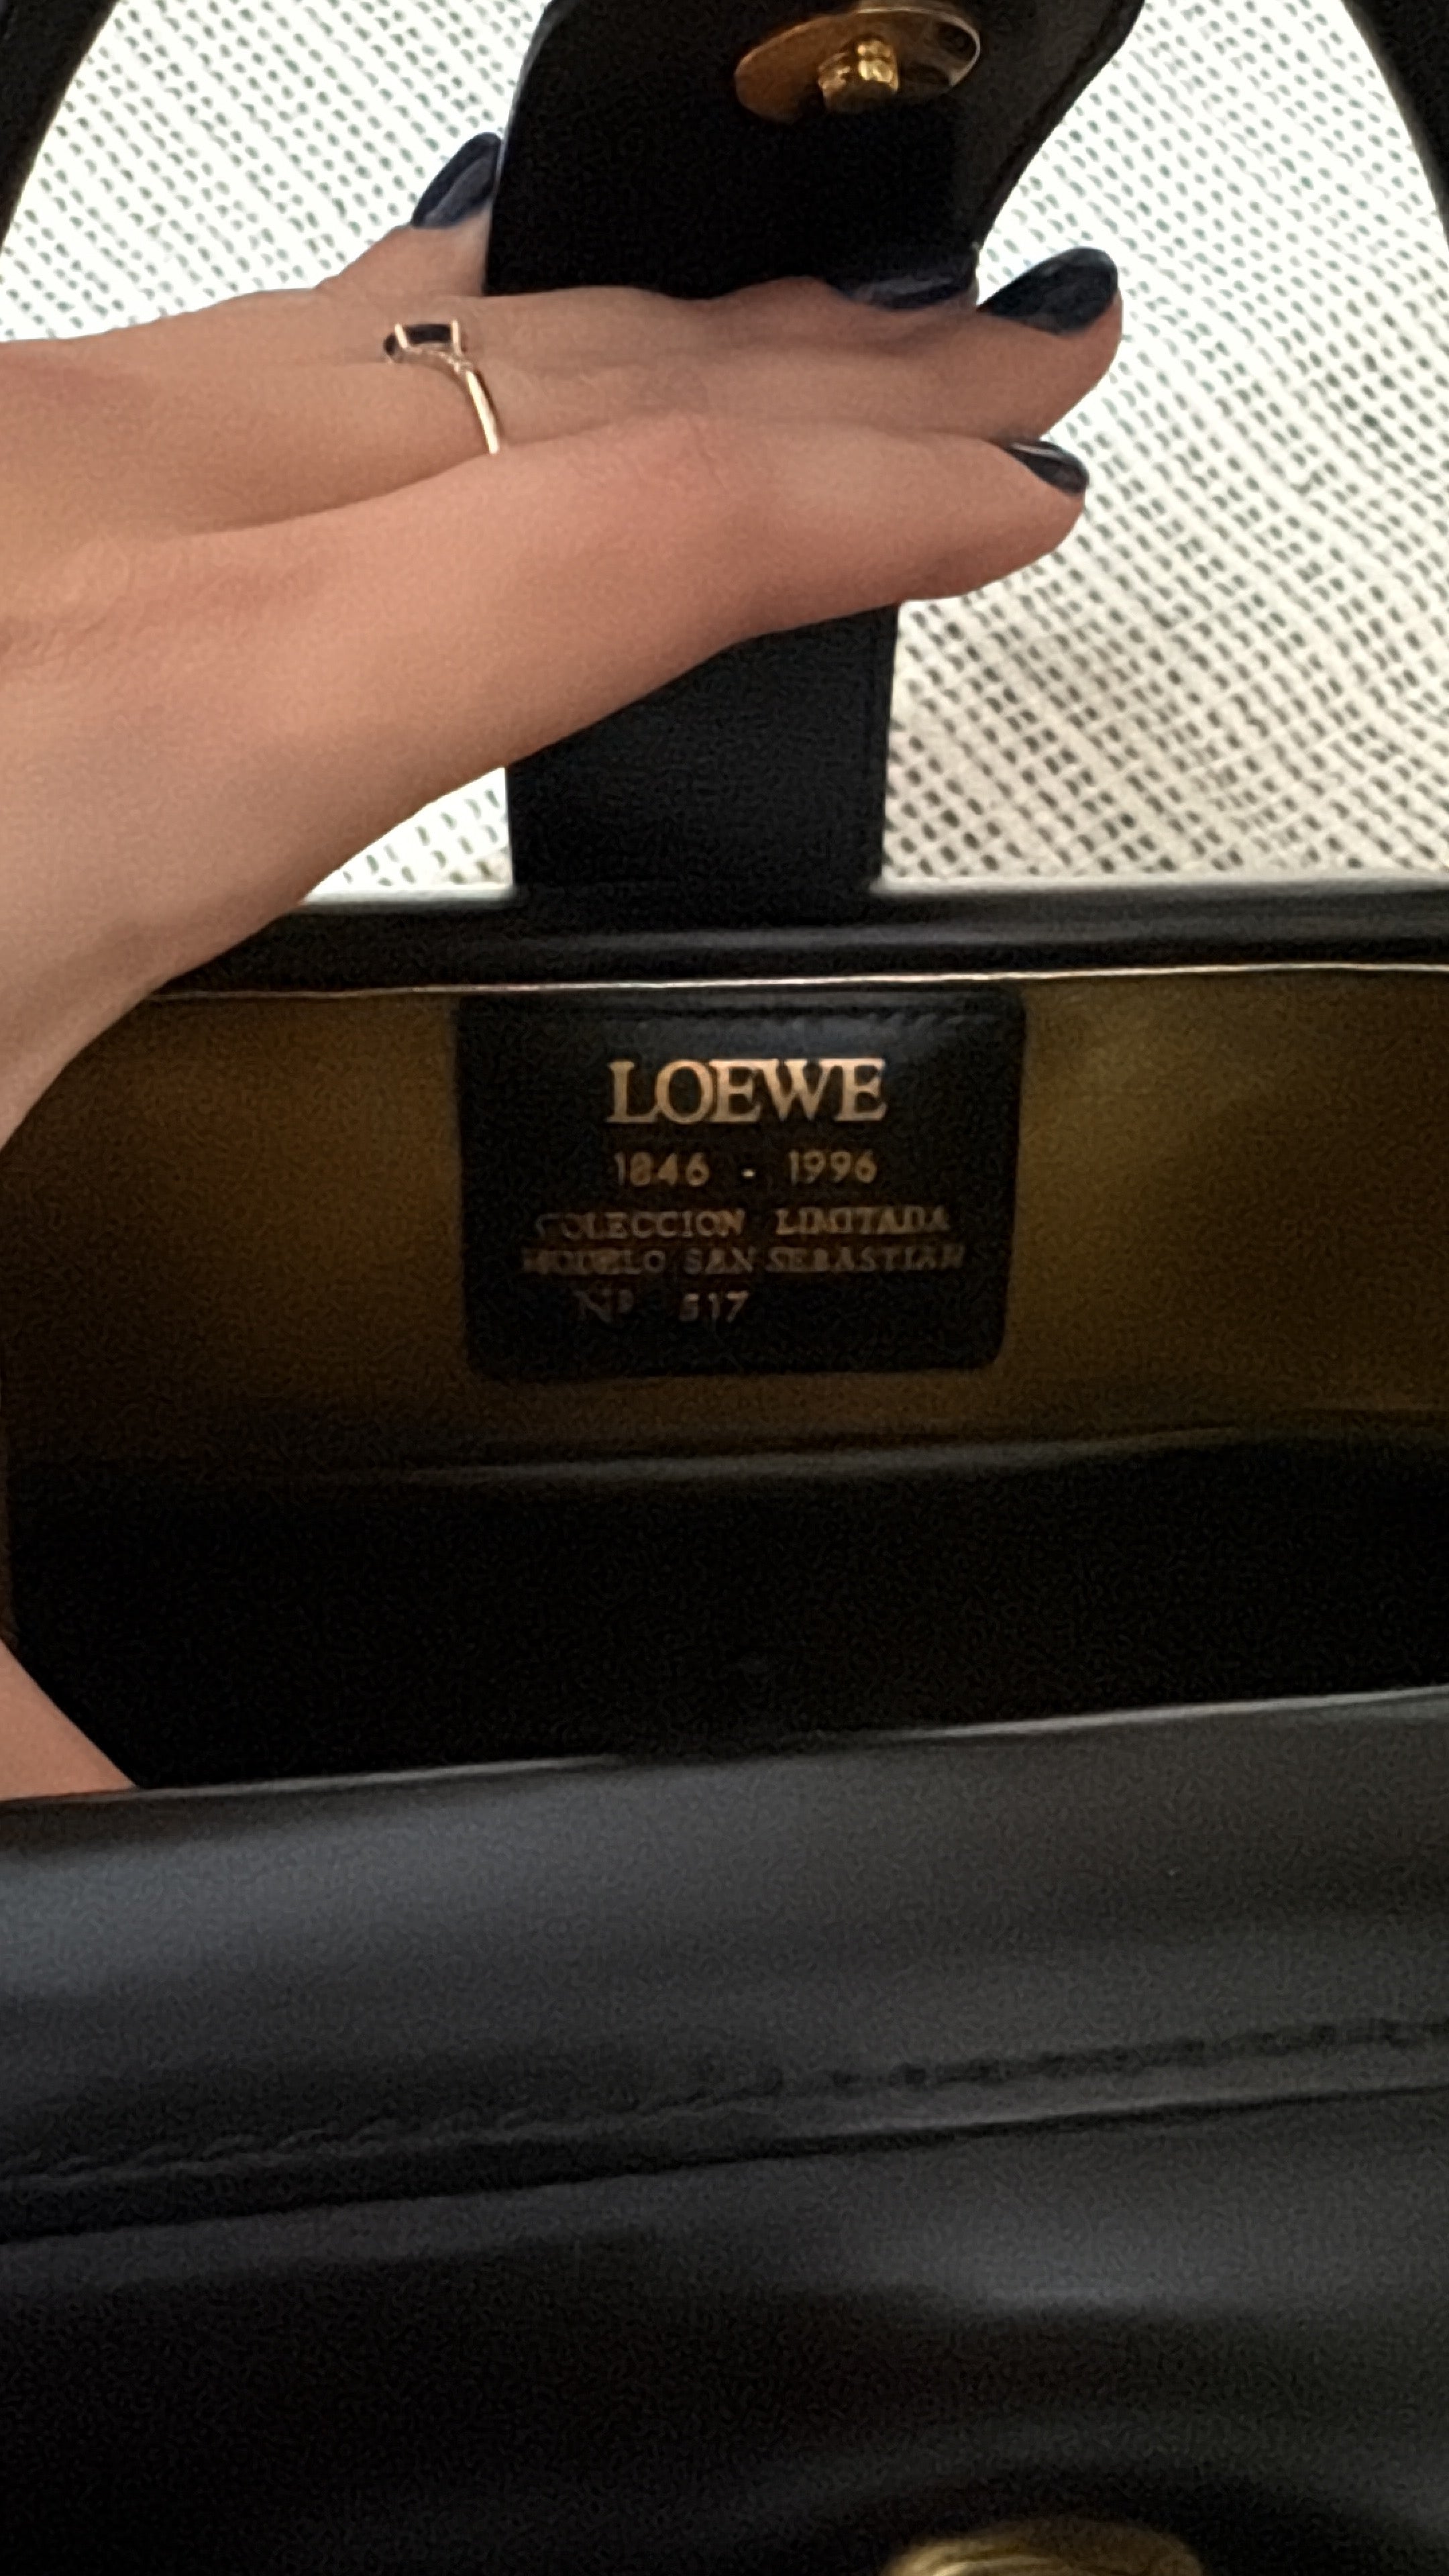 LOEWE
1846 - 1996
COLECCION LIMITADA
MODELO SAN SEBASTIAN
Nº 517